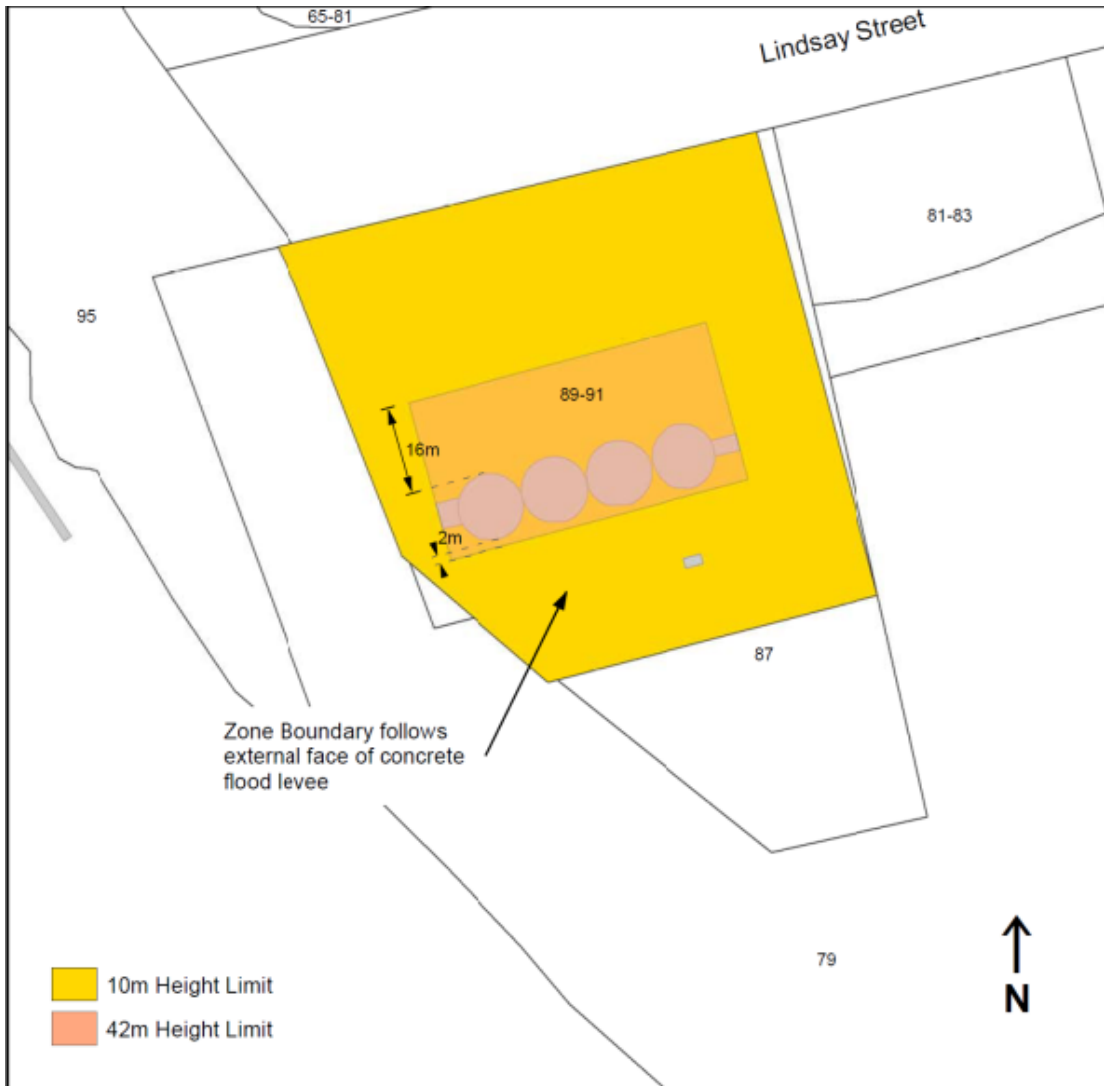 65-81
Lindsay Street
81-83
95
89-91
16m
2m
87
Zone Boundary follows
external face of concrete
flood levee
79
N
10m Height Limit
42m Height Limit